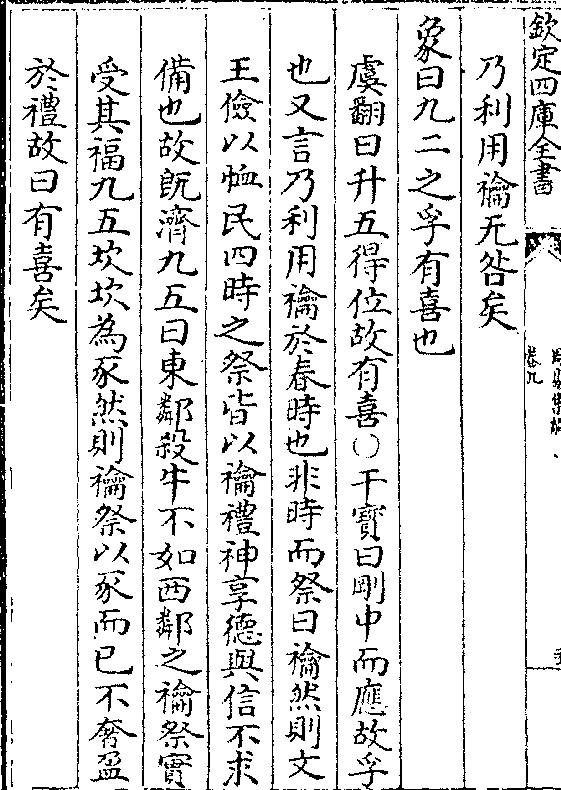 欽定四庫全書
卷九
乃利用禴无咎矣
象曰九二之孚有喜也
虞翻曰升五得位故有喜〇干寶曰剛中而應故孚
也又言乃利用禴於春時也非時而祭曰禴然則文
王儉以恤民四時之祭皆以禴禮神享德與信不求
備也故旣濟九五曰東鄰殺牛不如西鄰之禴祭實
受其福九五坎坎為豕然則禴祭以豕而已不奢盈
於禮故曰有喜矣